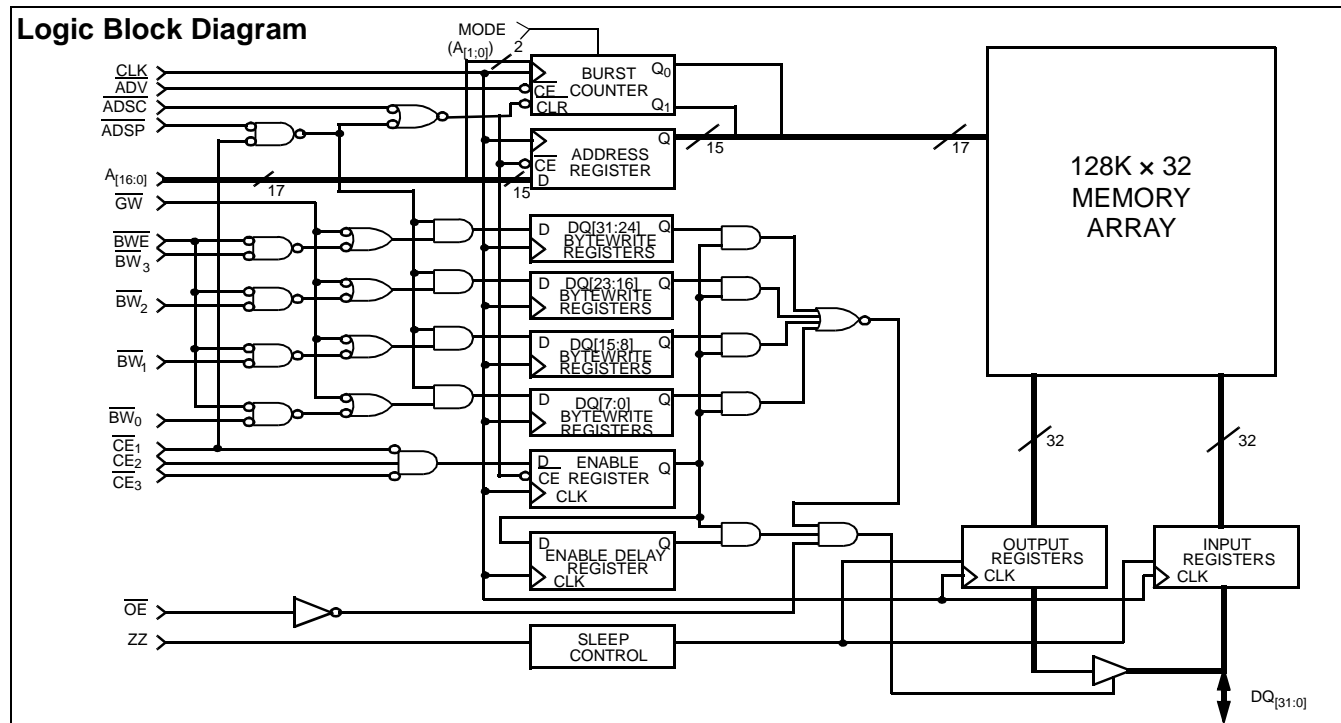 Logic Block Diagram
MODE
(A[1;0])
2
CLK
ADV
ADSC
ADSP
A[16:0]
GW
BWE
BW3
BW2
BW1
BW0
CE1
CE2
CE3
OE
ZZ
17
15
BURST
COUNTER
CE
CLR
Q0
Q1
ADDRESS
REGISTER
CE
D
Q
15
17
D
DQ[31:24]
BYTEWRITE
REGISTERS
Q
D
DQ[23:16]
BYTEWRITE
REGISTERS
Q
D
DQ[15:8]
BYTEWRITE
REGISTERS
Q
D
DQ[7:0]
BYTEWRITE
REGISTERS
Q
D
ENABLE
REGISTER
CE
CLK
Q
D
ENABLE DELAY
REGISTER
CLK
Q
SLEEP
CONTROL
128K × 32
MEMORY
ARRAY
32
32
OUTPUT
REGISTERS
CLK
INPUT
REGISTERS
CLK
DQ[31:0]